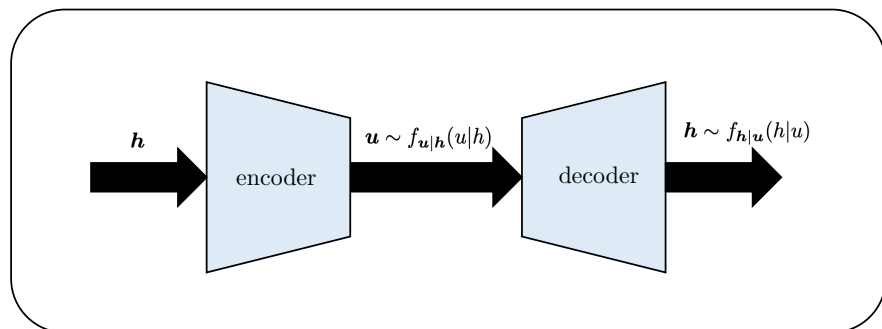 h
u ∼ f_{u|h}(u|h)
h ∼ f_{h|u}(h|u)
encoder
decoder